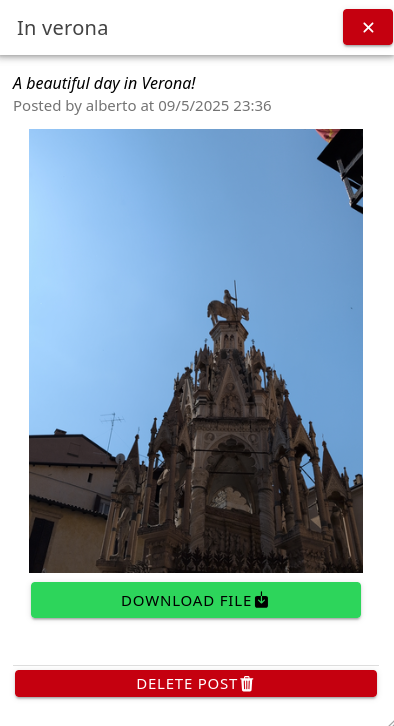 In verona
A beautiful day in Verona!
Posted by alberto at 09/5/2025 23:36
DOWNLOAD FILE
DELETE POST